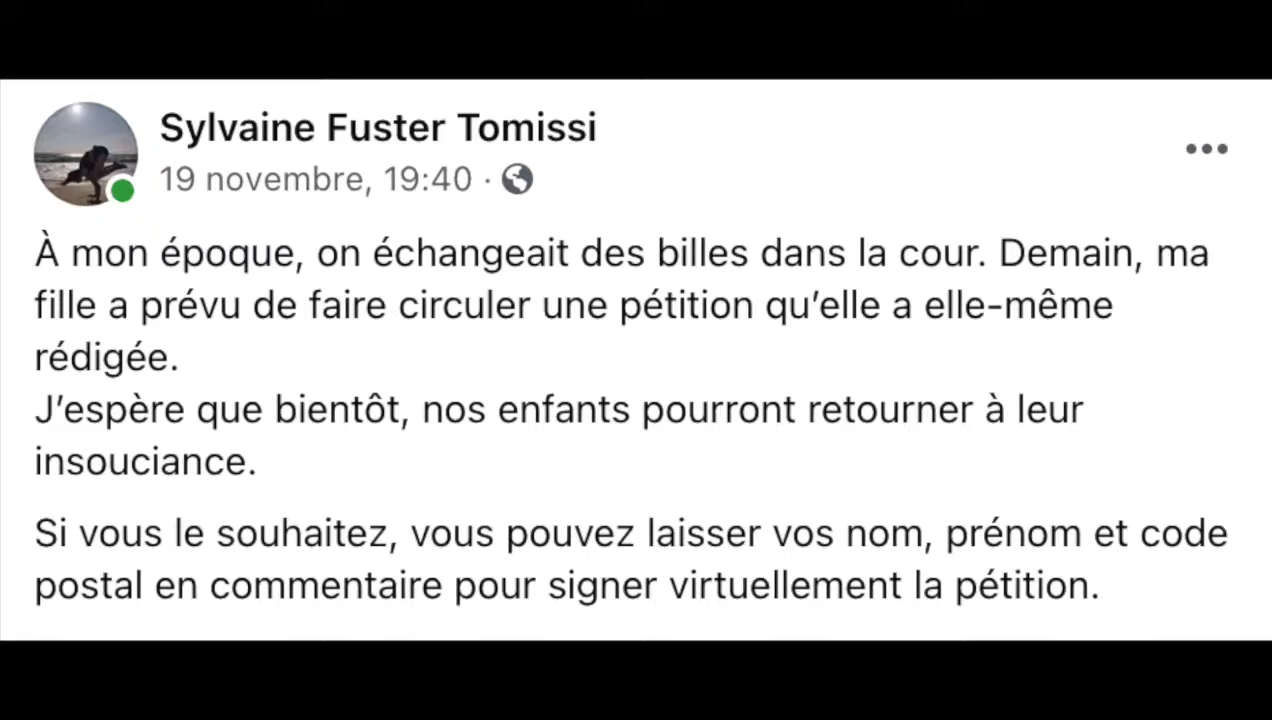 Sylvaine Fuster Tomissi
19 novembre, 19:40 ·
À mon époque, on échangeait des billes dans la cour. Demain, ma
fille a prévu de faire circuler une pétition qu’elle a elle-même
rédigée.
J’espère que bientôt, nos enfants pourront retourner à leur
insouciance.
Si vous le souhaitez, vous pouvez laisser vos nom, prénom et code
postal en commentaire pour signer virtuellement la pétition.